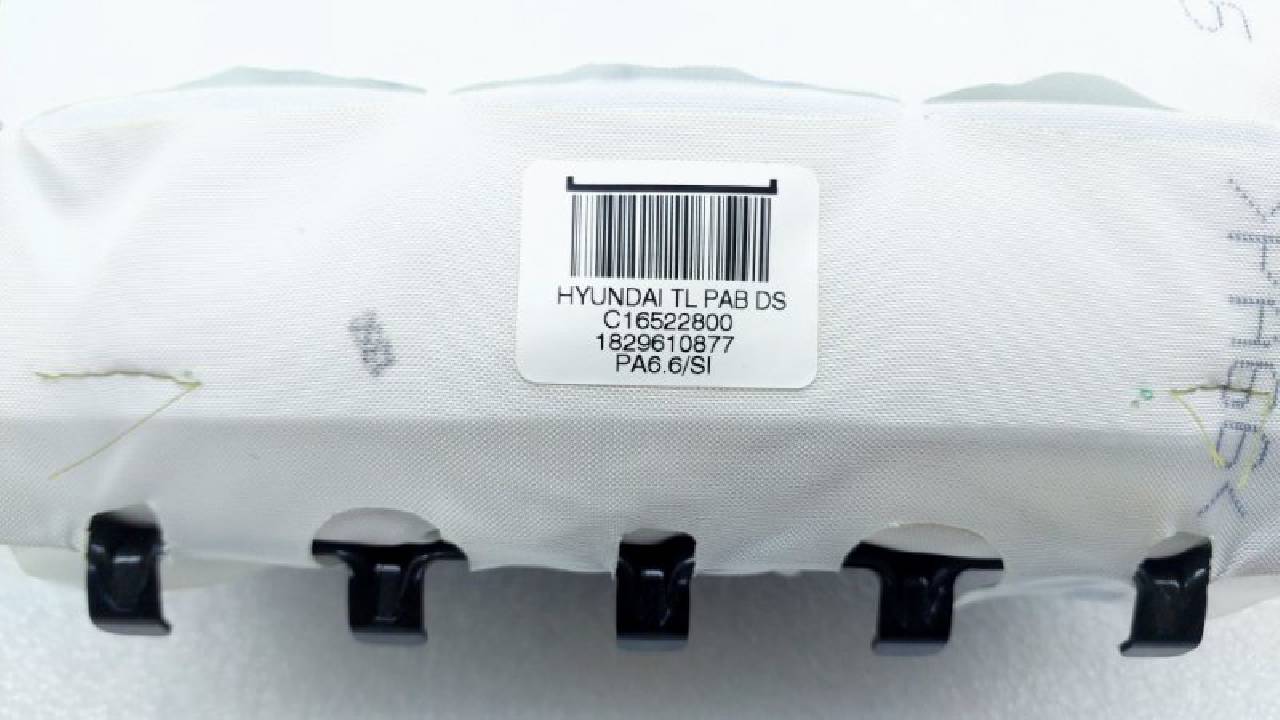 HYUNDAI TL PAB DS
C16522800
1829610877
PA6.6/SI